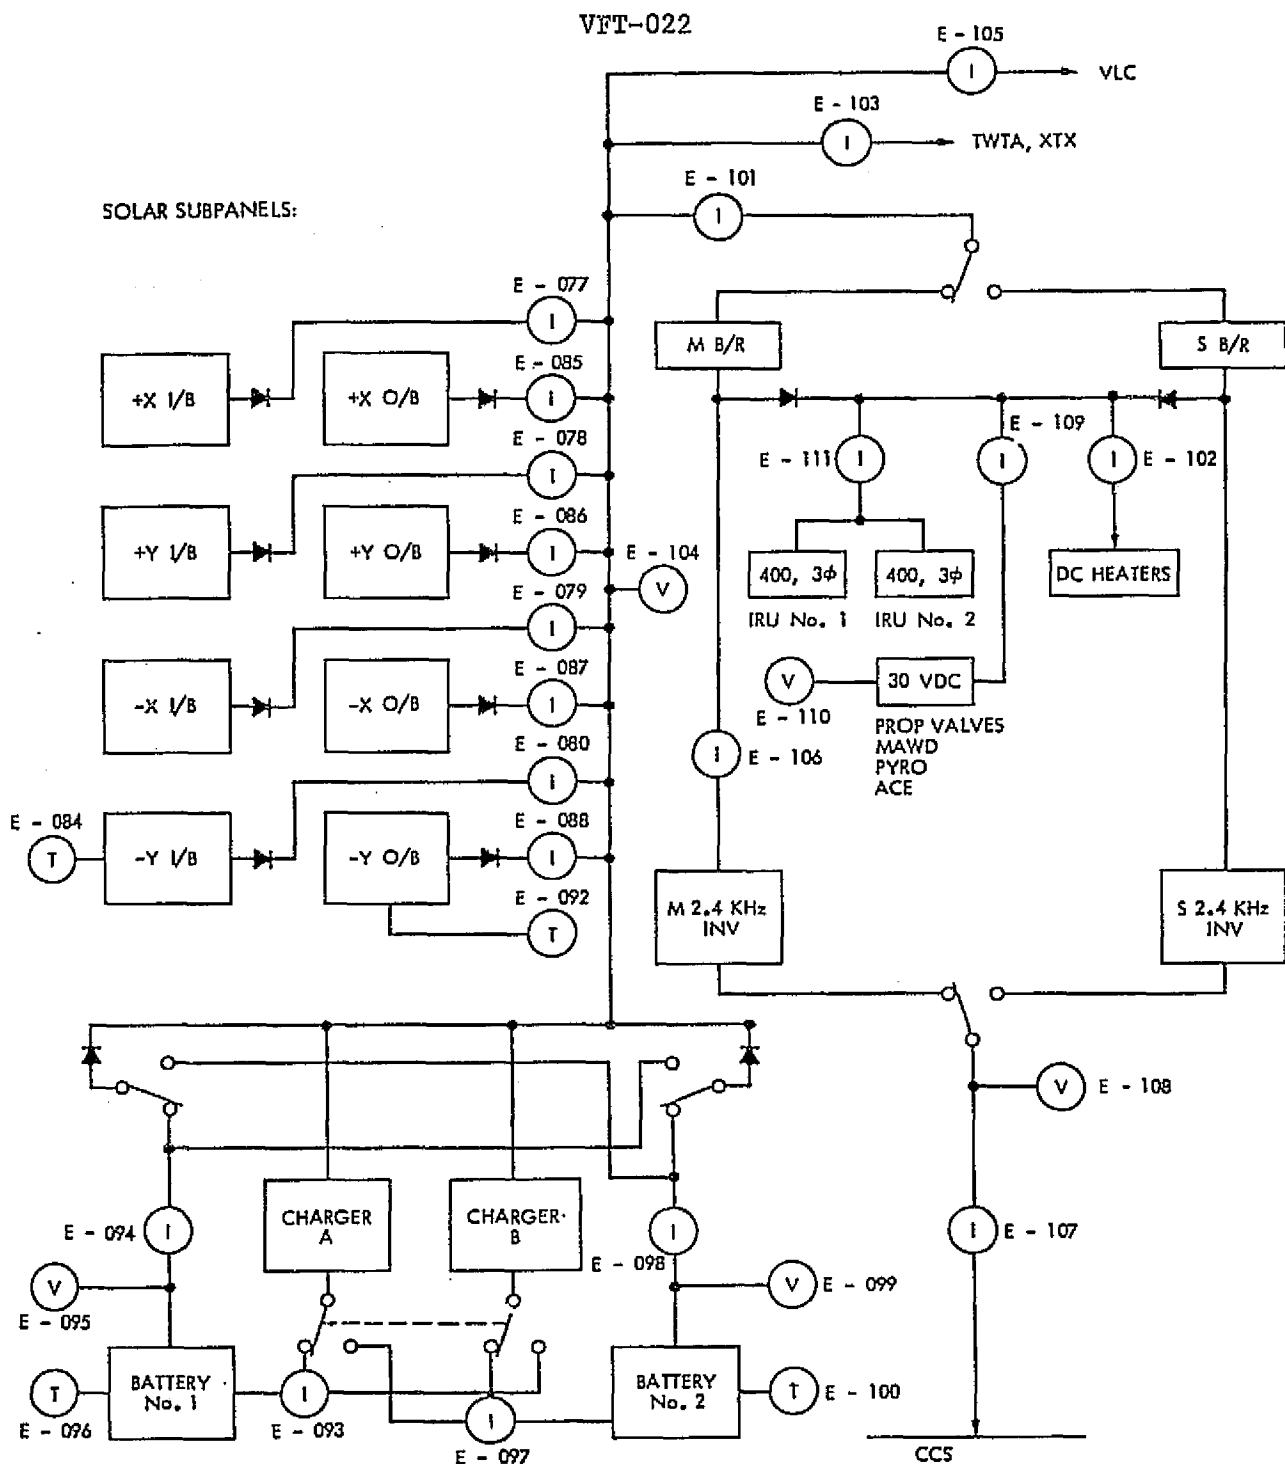 VFT-022
E - 105
I
VLC
E - 103
I
TWTA, XTX
E - 101
I
SOLAR SUBPANELS:
E - 077
I
M B/R
S B/R
E - 085
+X I/B
+X O/B
I
E - 078
I
E - 109
E - 111
I
I
I
E - 102
E - 086
+Y I/B
+Y O/B
I
E - 104
V
400, 3φ
400, 3φ
DC HEATERS
IRU No. 1
IRU No. 2
E - 079
I
E - 087
-X I/B
-X O/B
I
V
30 VDC
E - 110
PROP VALVES
MAWD
PYRO
ACE
E - 080
I
I
E - 106
E - 084
T
-Y I/B
-Y O/B
E - 088
I
E - 092
T
M 2.4 KHz
INV
S 2.4 KHz
INV
V
E - 108
CHARGER
A
CHARGER
B
E - 094
I
E - 098
I
I
E - 107
V
E - 095
V
E - 099
T
E - 096
BATTERY
No. 1
I
E - 093
I
E - 097
BATTERY
No. 2
T
E - 100
CCS